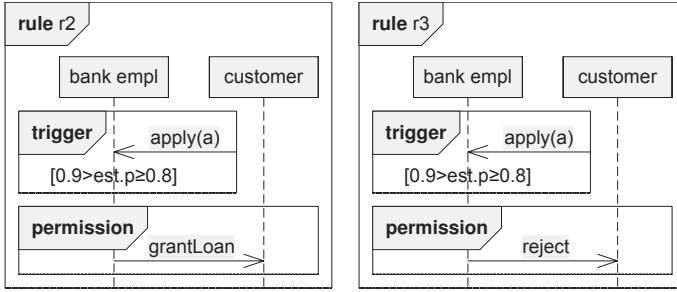 rule r2
bank empl customer
trigger
apply(a)
[0.9>est.p≥0.8]
permission
grantLoan
rule r3
bank empl customer
trigger
apply(a)
[0.9>est.p≥0.8]
permission
reject